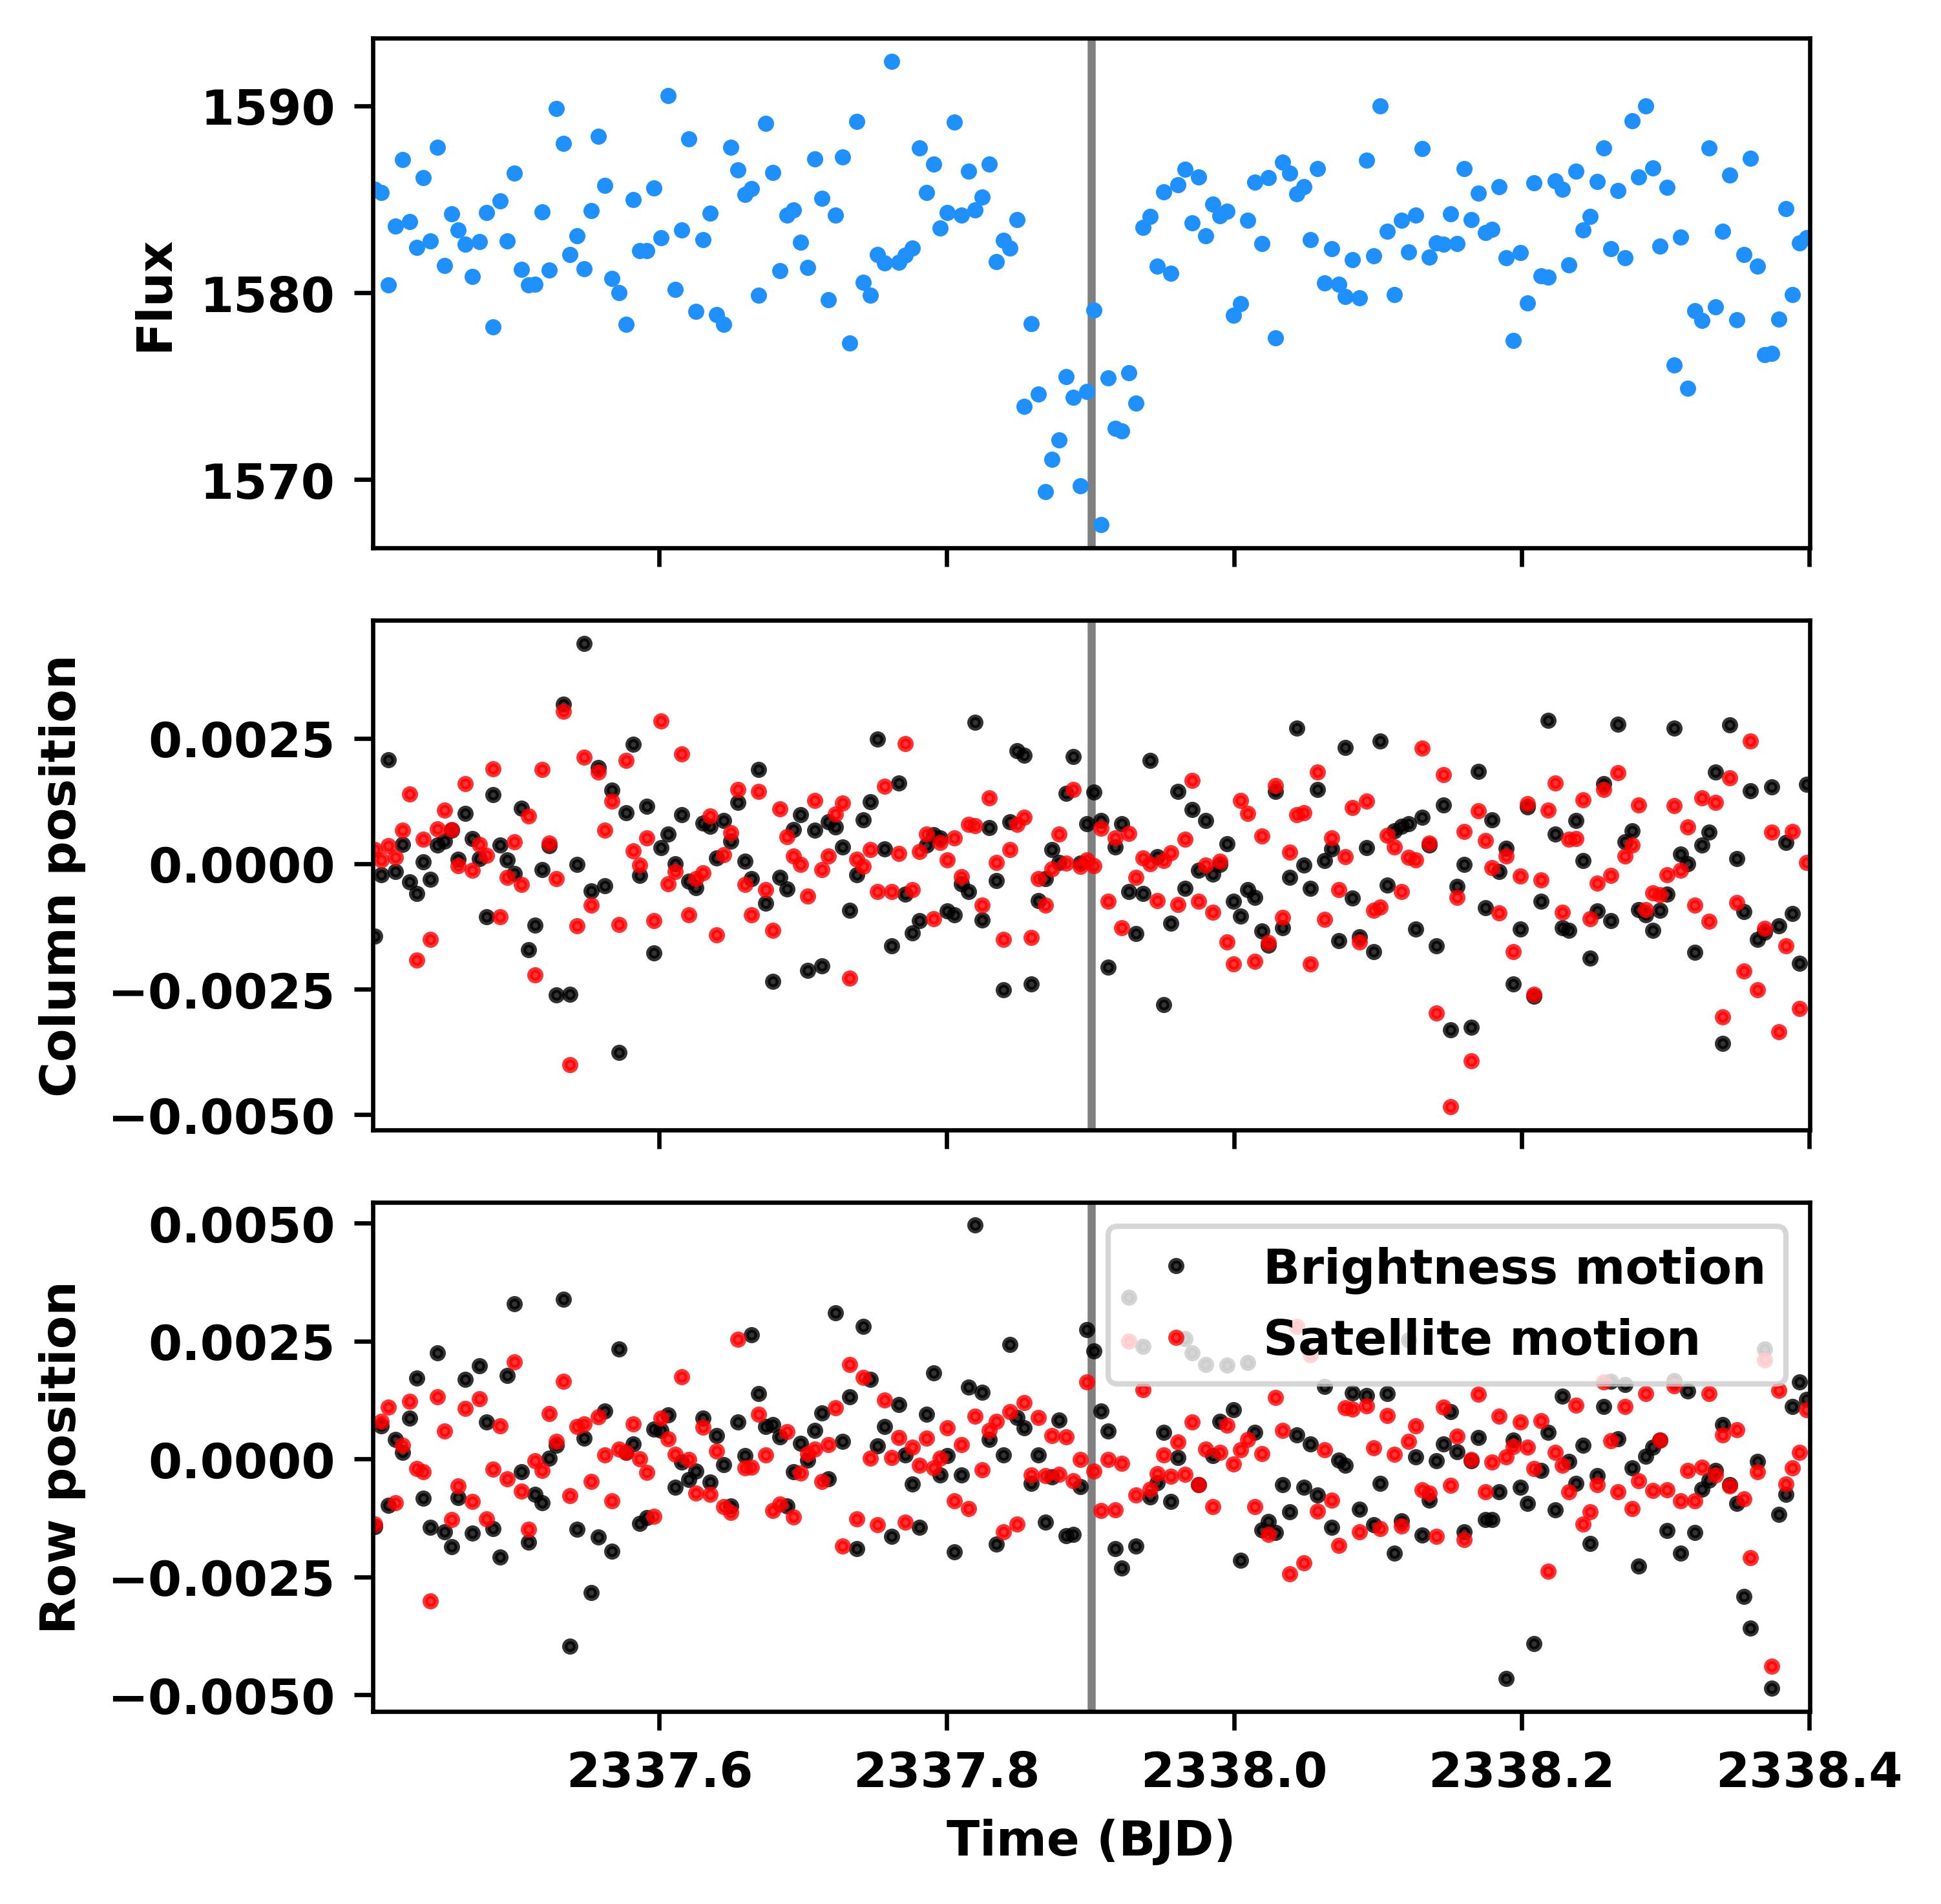 Flux
1590
1580
1570
Column position
0.0025
0.0000
−0.0025
−0.0050
Row position
0.0050
0.0025
0.0000
−0.0025
−0.0050
Brightness motion
Satellite motion
2337.6 2337.8 2338.0 2338.2 2338.4
Time (BJD)